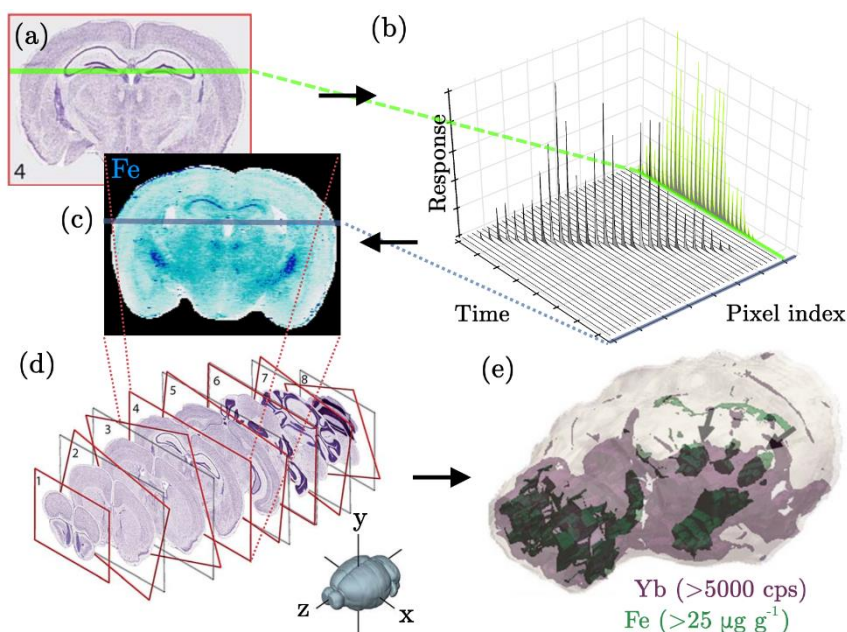 (a)
4
(b)
Response
Time
Pixel index
(c)
Fe
(d)
1
2
3
4
5
6
7
8
y
z
x
(e)
Yb (>5000 cps)
Fe (>25 µg g⁻¹)